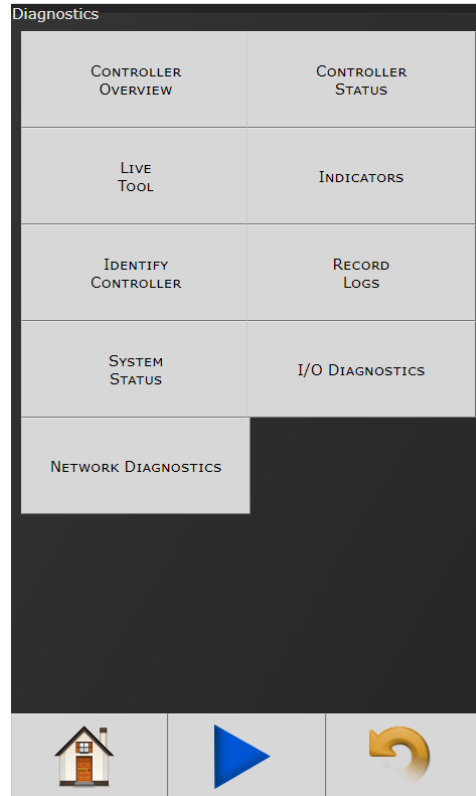 Diagnostics
Controller
Overview
Controller
Status
Live
Tool
Indicators
Identify
Controller
Record
Logs
System
Status
I/O Diagnostics
Network Diagnostics